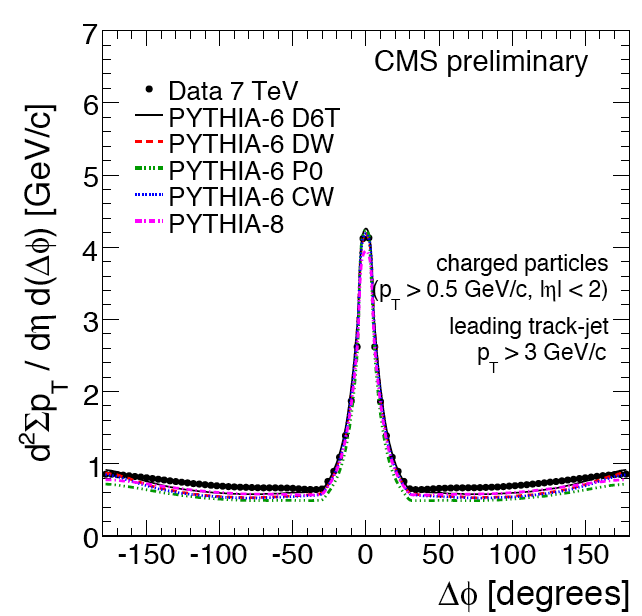 7
6
5
4
3
2
1
0
CMS preliminary
Data 7 TeV
PYTHIA-6 D6T
PYTHIA-6 DW
PYTHIA-6 P0
PYTHIA-6 CW
PYTHIA-8
charged particles
(p_T > 0.5 GeV/c, |η| < 2)
leading track-jet
p_T > 3 GeV/c
d²Σp_T / dη d(Δϕ) [GeV/c]
-150 -100 -50 0 50 100 150
Δϕ [degrees]